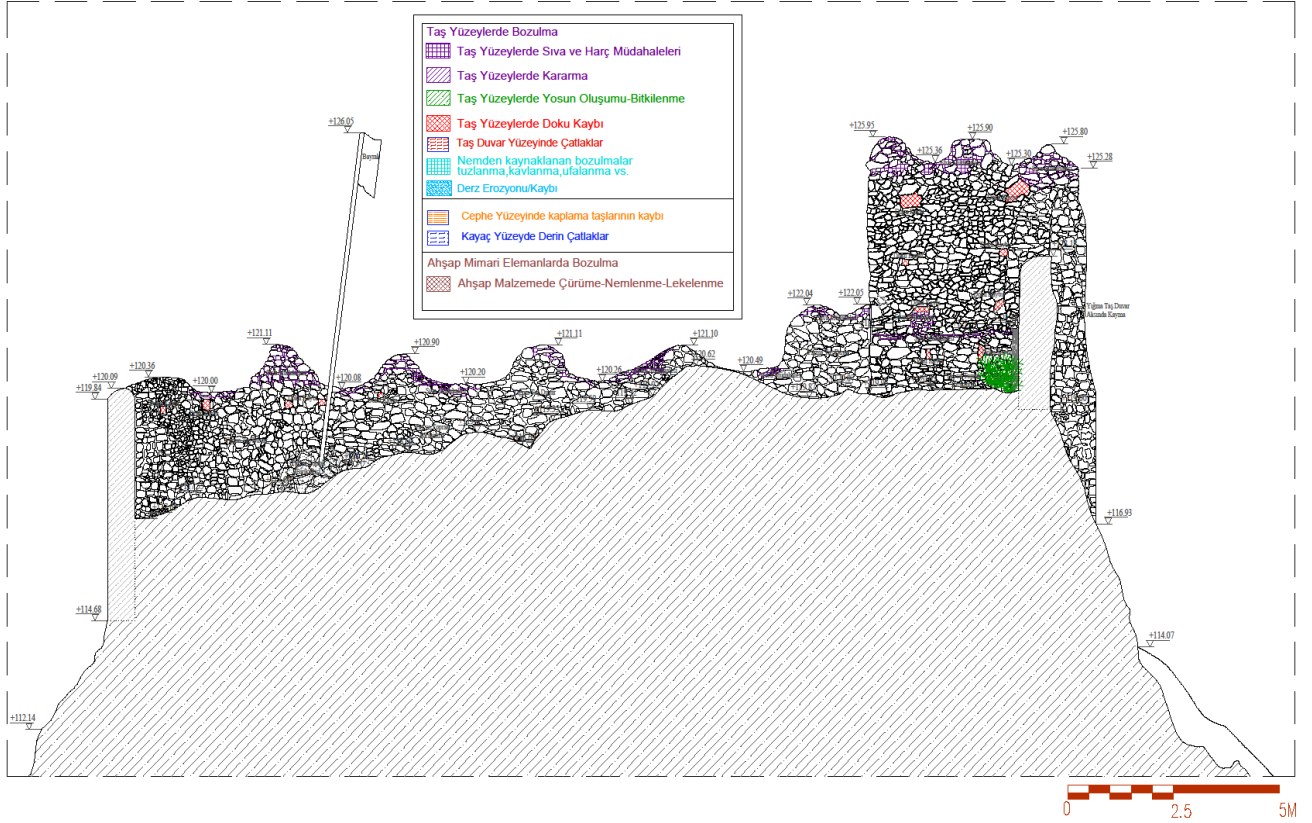 Taş Yüzeylerde Bozulma
Taş Yüzeylerde Sıva ve Harç Müdahaleleri
Taş Yüzeylerde Kararma
Taş Yüzeylerde Yosun Oluşumu-Bitkilenme
Taş Yüzeylerde Doku Kaybı
Taş Duvar Yüzeyinde Çatlaklar
Nemden kaynaklanan bozulmalar
tuzlanma,kavlanma,ufalanma vs.
Derz Erozyonu/Kaybı
Cephe Yüzeyinde kaplama taşlarının kaybı
Kayaç Yüzeyde Derin Çatlaklar
Ahşap Mimari Elemanlarda Bozulma
Ahşap Malzemede Çürüme-Nemlenme-Lekelenme
+126.05
+125.95
+125.90
+125.80
+125.36
+125.30
+125.28
+122.04
+122.05
Yığma Taş Duvar
Aksında Kayma
+121.11
+120.90
+121.11
+121.10
+120.62
+120.49
+120.36
+120.09
+119.84
+120.00
+120.08
+120.20
+120.26
+116.93
+114.68
+114.07
+112.14
0
2.5
5M